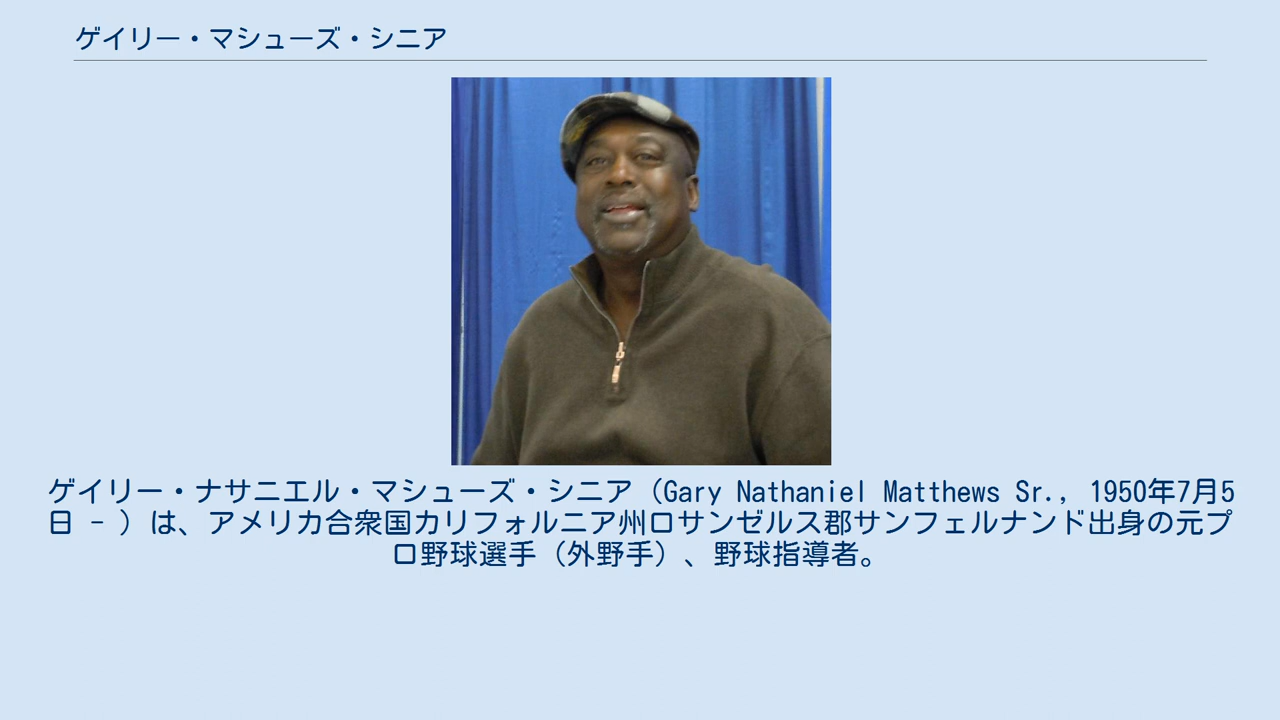 ゲイリー・マシューズ・シニア
ゲイリー・ナサニエル・マシューズ・シニア（Gary Nathaniel Matthews Sr., 1950年7月5
日 - ）は、アメリカ合衆国カリフォルニア州ロサンゼルス郡サンフェルナンド出身の元プ
ロ野球選手（外野手）、野球指導者。